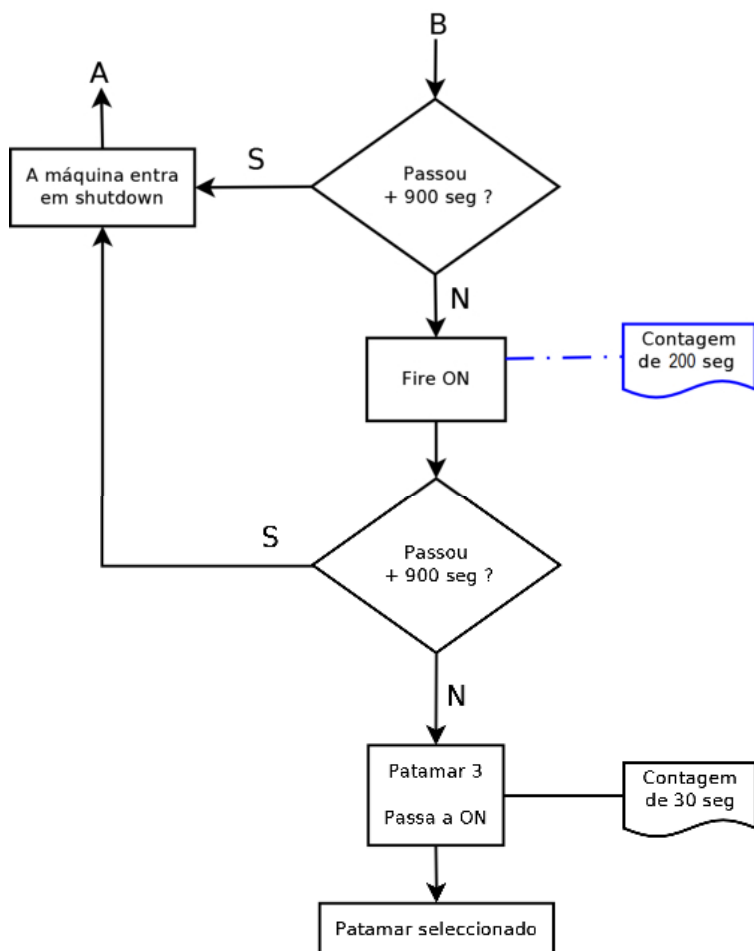 B
A
A máquina entra
em shutdown
S
Passou
+ 900 seg ?
N
Fire ON
Contagem
de 200 seg
S
Passou
+ 900 seg ?
N
Patamar 3
Passa a ON
Contagem
de 30 seg
Patamar seleccionado